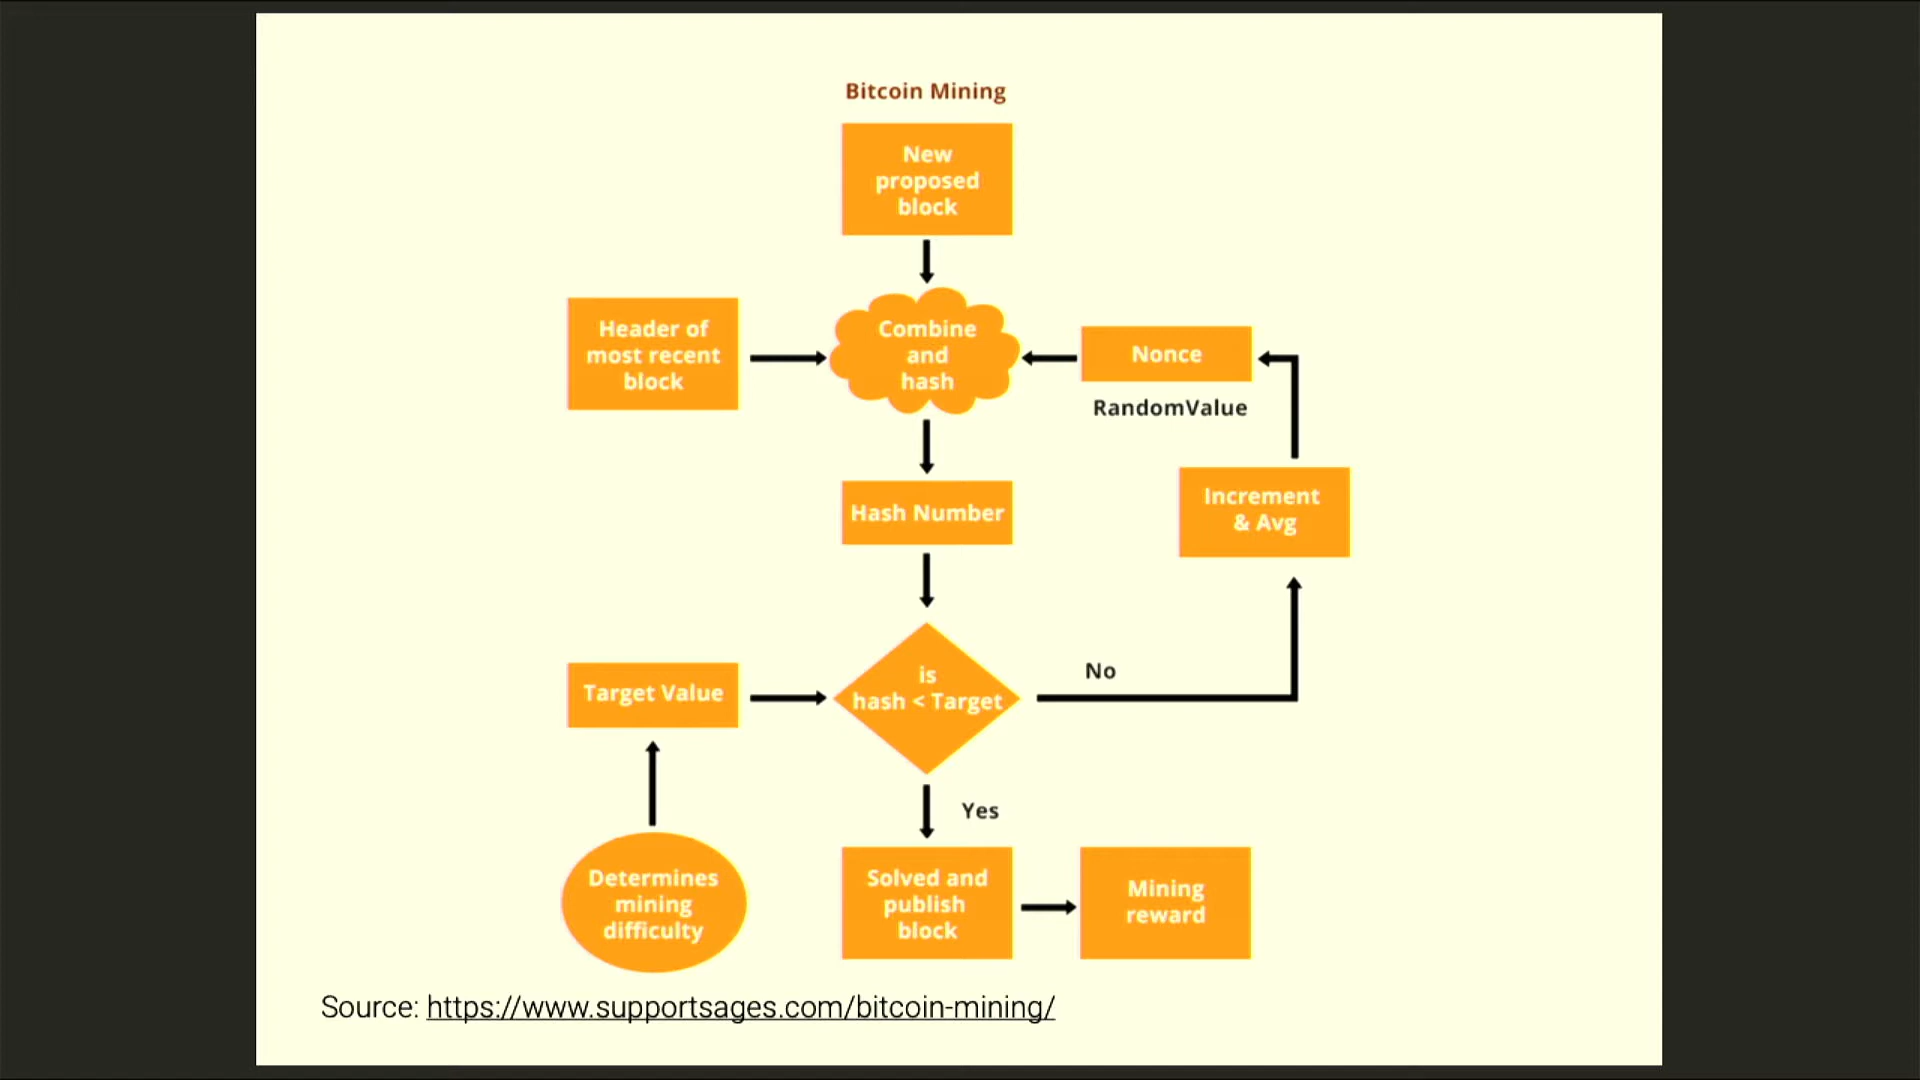 Bitcoin Mining
New
proposed
block
Header of
most recent
block
Combine
and
hash
Nonce
RandomValue
Hash Number
Increment
& Avg
Target Value
is
hash < Target
No
Yes
Determines
mining
difficulty
Solved and
publish
block
Mining
reward
Source: https://www.supportsages.com/bitcoin-mining/